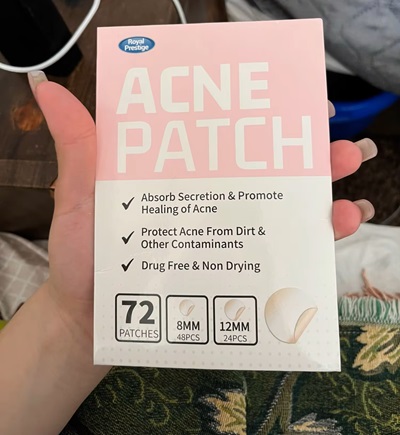 Royal
Prestige
ACNE
PATCH
Absorb Secretion & Promote
Healing of Acne
Protect Acne From Dirt &
Other Contaminants
Drug Free & Non Drying
72
PATCHES
8MM
48PCS
12MM
24PCS